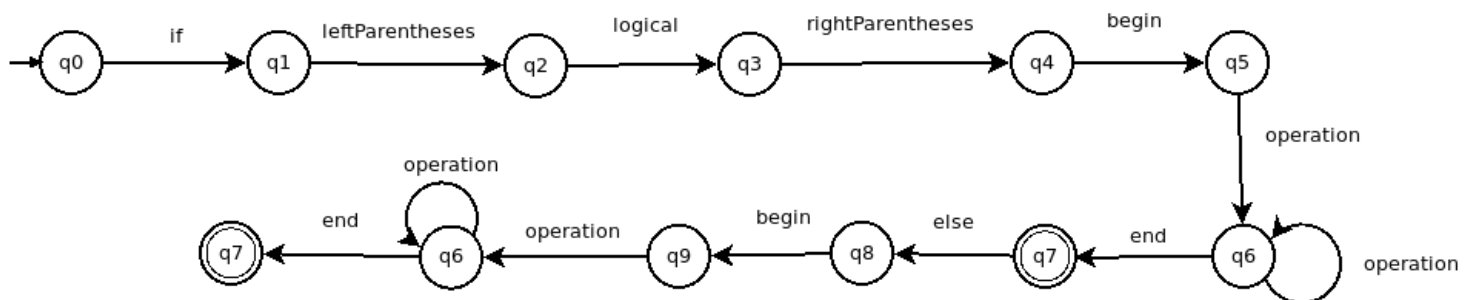 if leftParentheses logical rightParentheses begin
q0 q1 q2 q3 q4 q5
operation
operation
end operation begin else end
q7 q6 q9 q8 q7 q6 operation